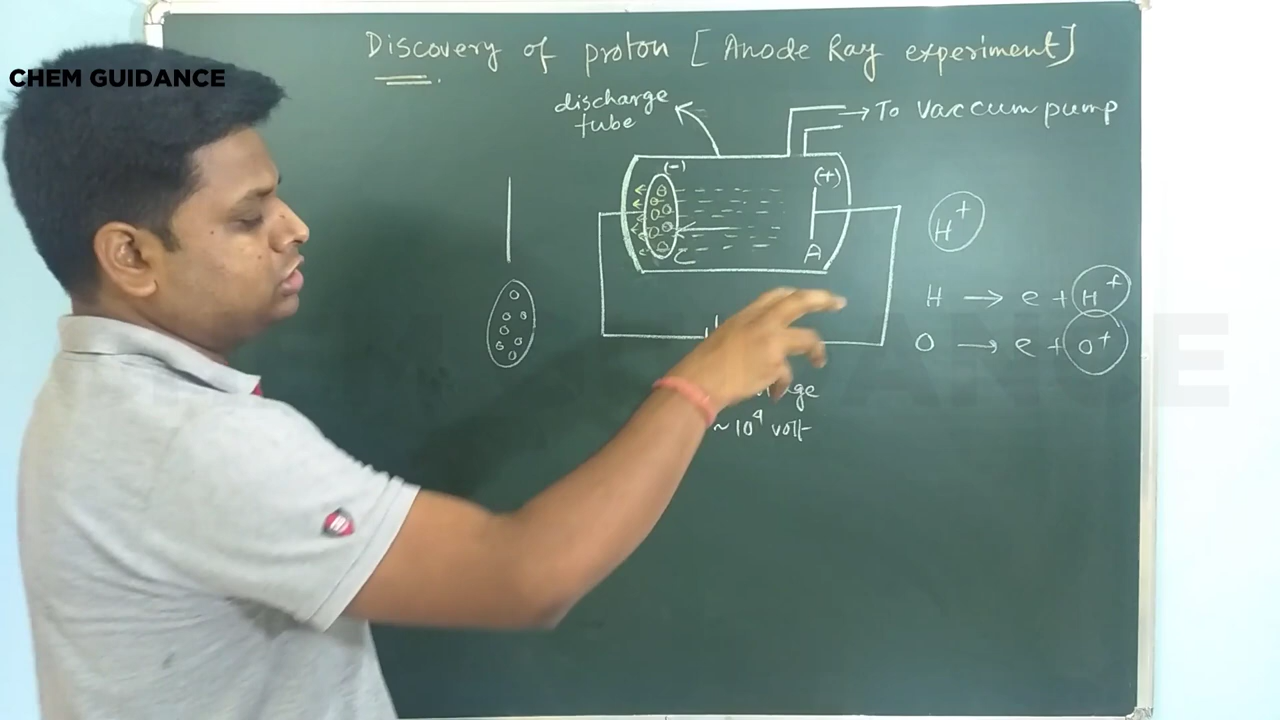 CHEM GUIDANCE
Discovery of proton [ Anode Ray experiment ]
discharge
tube
→ To vaccum pump
(-)
(+)
C
A
H⁺
H → e + H⁺
O → e + O⁺
~10⁴ volt